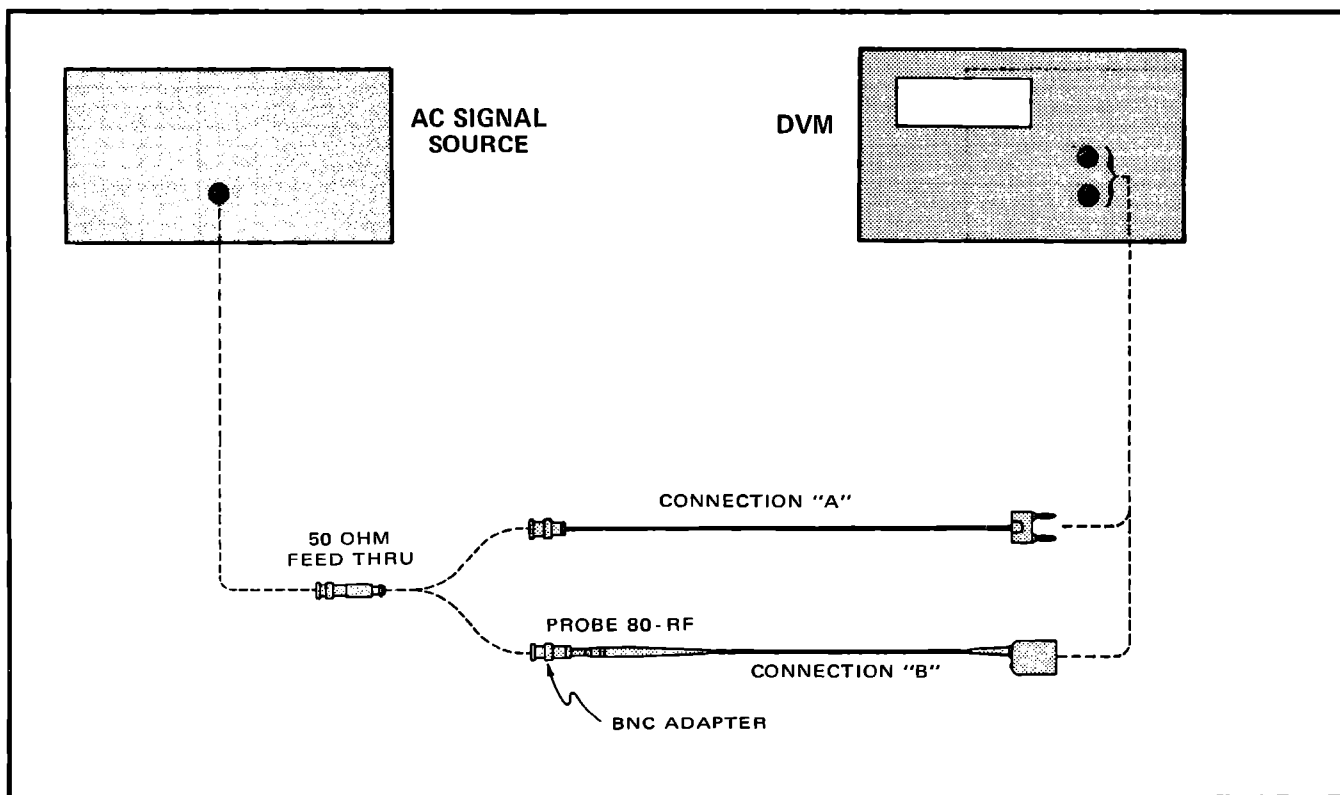 AC SIGNAL
SOURCE
DVM
CONNECTION "A"
50 OHM
FEED THRU
PROBE 80-RF
CONNECTION "B"
BNC ADAPTER